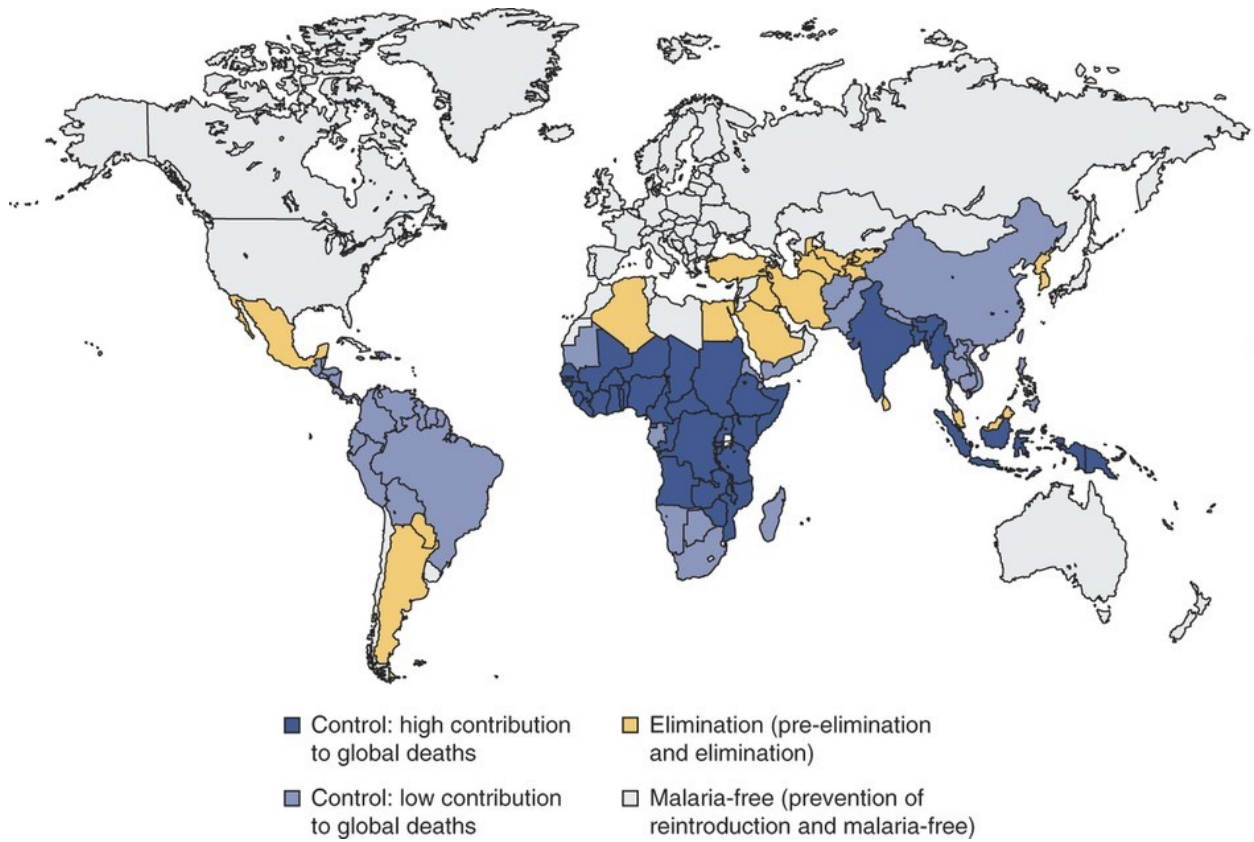 Control: high contribution
to global deaths
Control: low contribution
to global deaths
Elimination (pre-elimination
and elimination)
Malaria-free (prevention of
reintroduction and malaria-free)